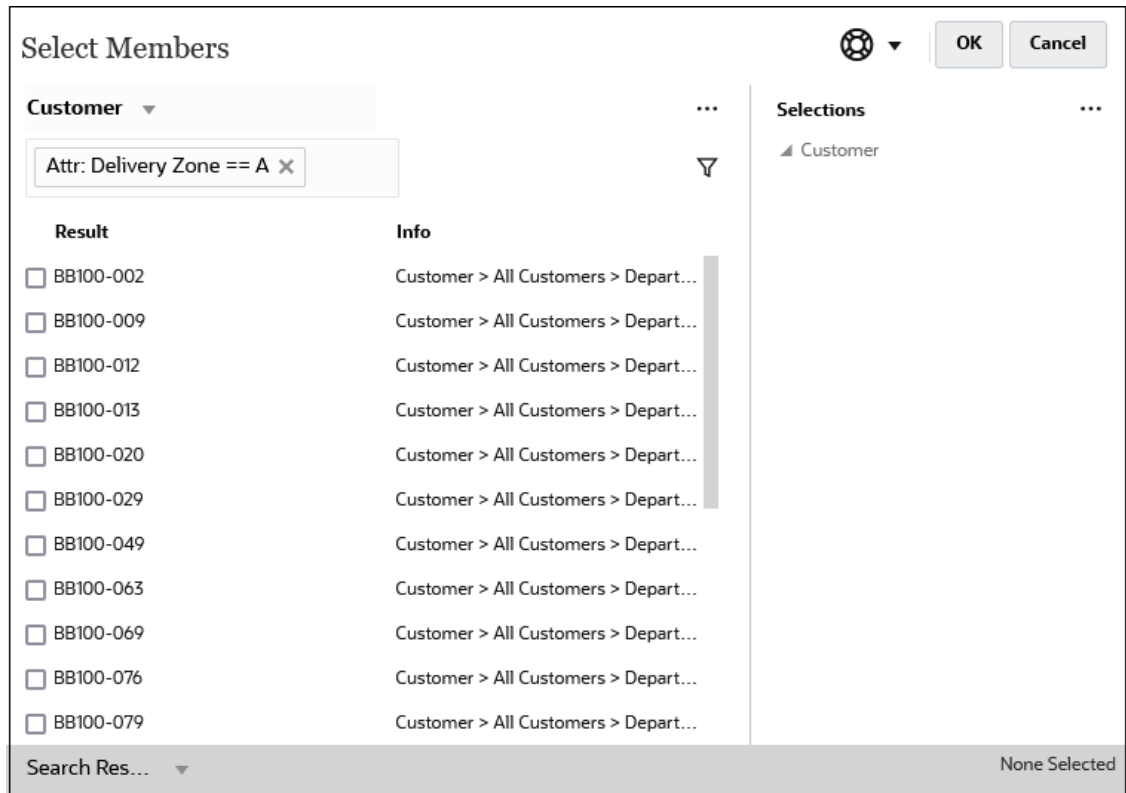 Select Members
OK
Cancel
Customer
...
Selections
...
Attr: Delivery Zone == A
Customer
Result Info
BB100-002 Customer > All Customers > Depart...
BB100-009 Customer > All Customers > Depart...
BB100-012 Customer > All Customers > Depart...
BB100-013 Customer > All Customers > Depart...
BB100-020 Customer > All Customers > Depart...
BB100-029 Customer > All Customers > Depart...
BB100-049 Customer > All Customers > Depart...
BB100-063 Customer > All Customers > Depart...
BB100-069 Customer > All Customers > Depart...
BB100-076 Customer > All Customers > Depart...
BB100-079 Customer > All Customers > Depart...
Search Res...
None Selected